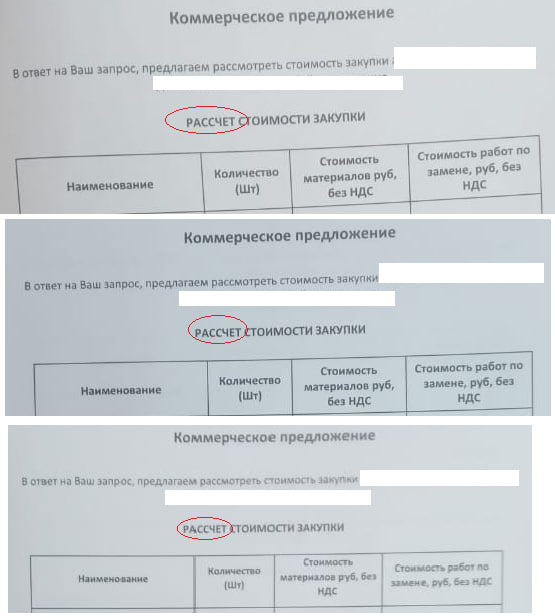 Коммерческое предложение
В ответ на Ваш запрос, предлагаем рассмотреть стоимость закупки
РАССЧЕТ СТОИМОСТИ ЗАКУПКИ
Наименование
Количество
(Шт)
Стоимость
материалов руб,
без НДС
Стоимость работ по
замене, руб, без
НДС
Коммерческое предложение
В ответ на Ваш запрос, предлагаем рассмотреть стоимость закупки
РАССЧЕТ СТОИМОСТИ ЗАКУПКИ
Наименование
Количество
(Шт)
Стоимость
материалов руб,
без НДС
Стоимость работ по
замене, руб, без
НДС
Коммерческое предложение
В ответ на Ваш запрос, предлагаем рассмотреть стоимость закупки
РАССЧЕТ СТОИМОСТИ ЗАКУПКИ
Наименование
Количество
(Шт)
Стоимость
материалов руб, без
НДС
Стоимость работ по
замене, руб, без НДС